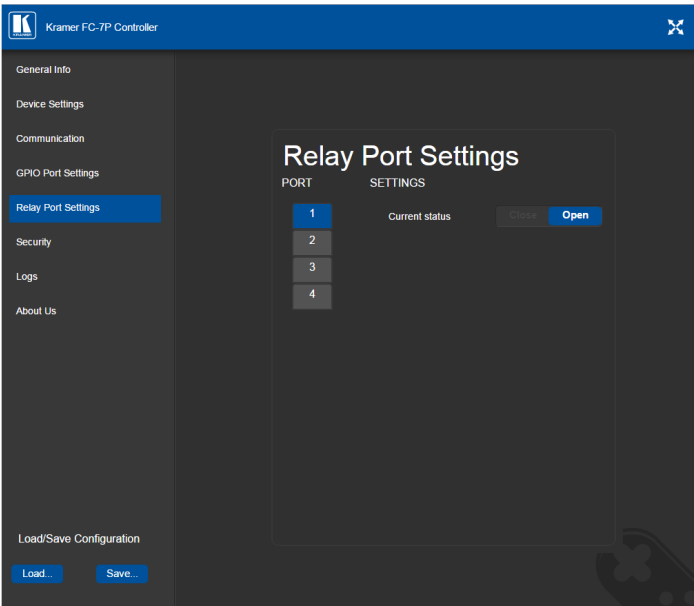 KRAMER
Kramer FC-7P Controller
General Info
Device Settings
Communication
GPIO Port Settings
Relay Port Settings
Security
Logs
About Us
Load/Save Configuration
Load... Save...
Relay Port Settings
PORT SETTINGS
1 Current status Close Open
2
3
4